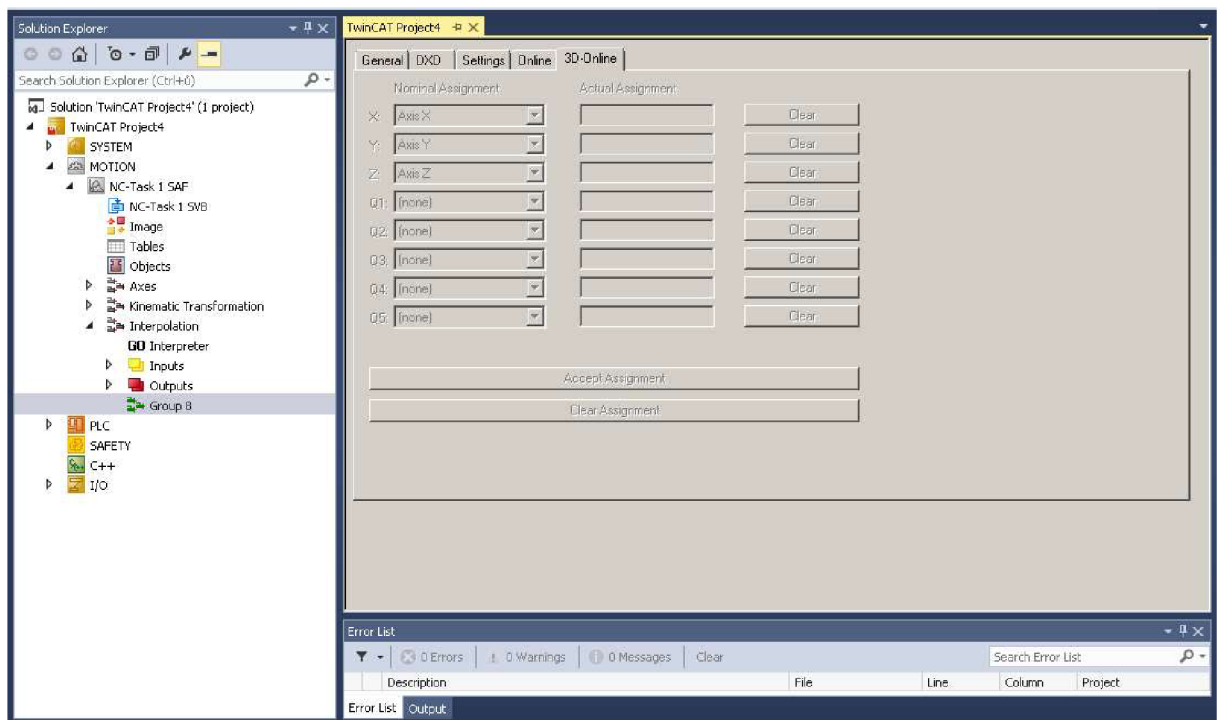 Solution Explorer
Search Solution Explorer (Ctrl+ü)
Solution 'TwinCAT Project4' (1 project)
TwinCAT Project4
SYSTEM
MOTION
NC-Task 1 SAF
NC-Task 1 SVB
Image
Tables
Objects
Axes
Kinematic Transformation
Interpolation
GO Interpreter
Inputs
Outputs
Group 8
PLC
SAFETY
C++
I/O
TwinCAT Project4
General DXD Settings Online 3D-Online
Nominal Assignment Actual Assignment
X: Axis X Clear
Y: Axis Y Clear
Z: Axis Z Clear
Q1: (none) Clear
Q2: (none) Clear
Q3: (none) Clear
Q4: (none) Clear
Q5: (none) Clear
Accept Assignment
Clear Assignment
Error List
0 Errors 0 Warnings 0 Messages Clear Search Error List
Description File Line Column Project
Error List Output